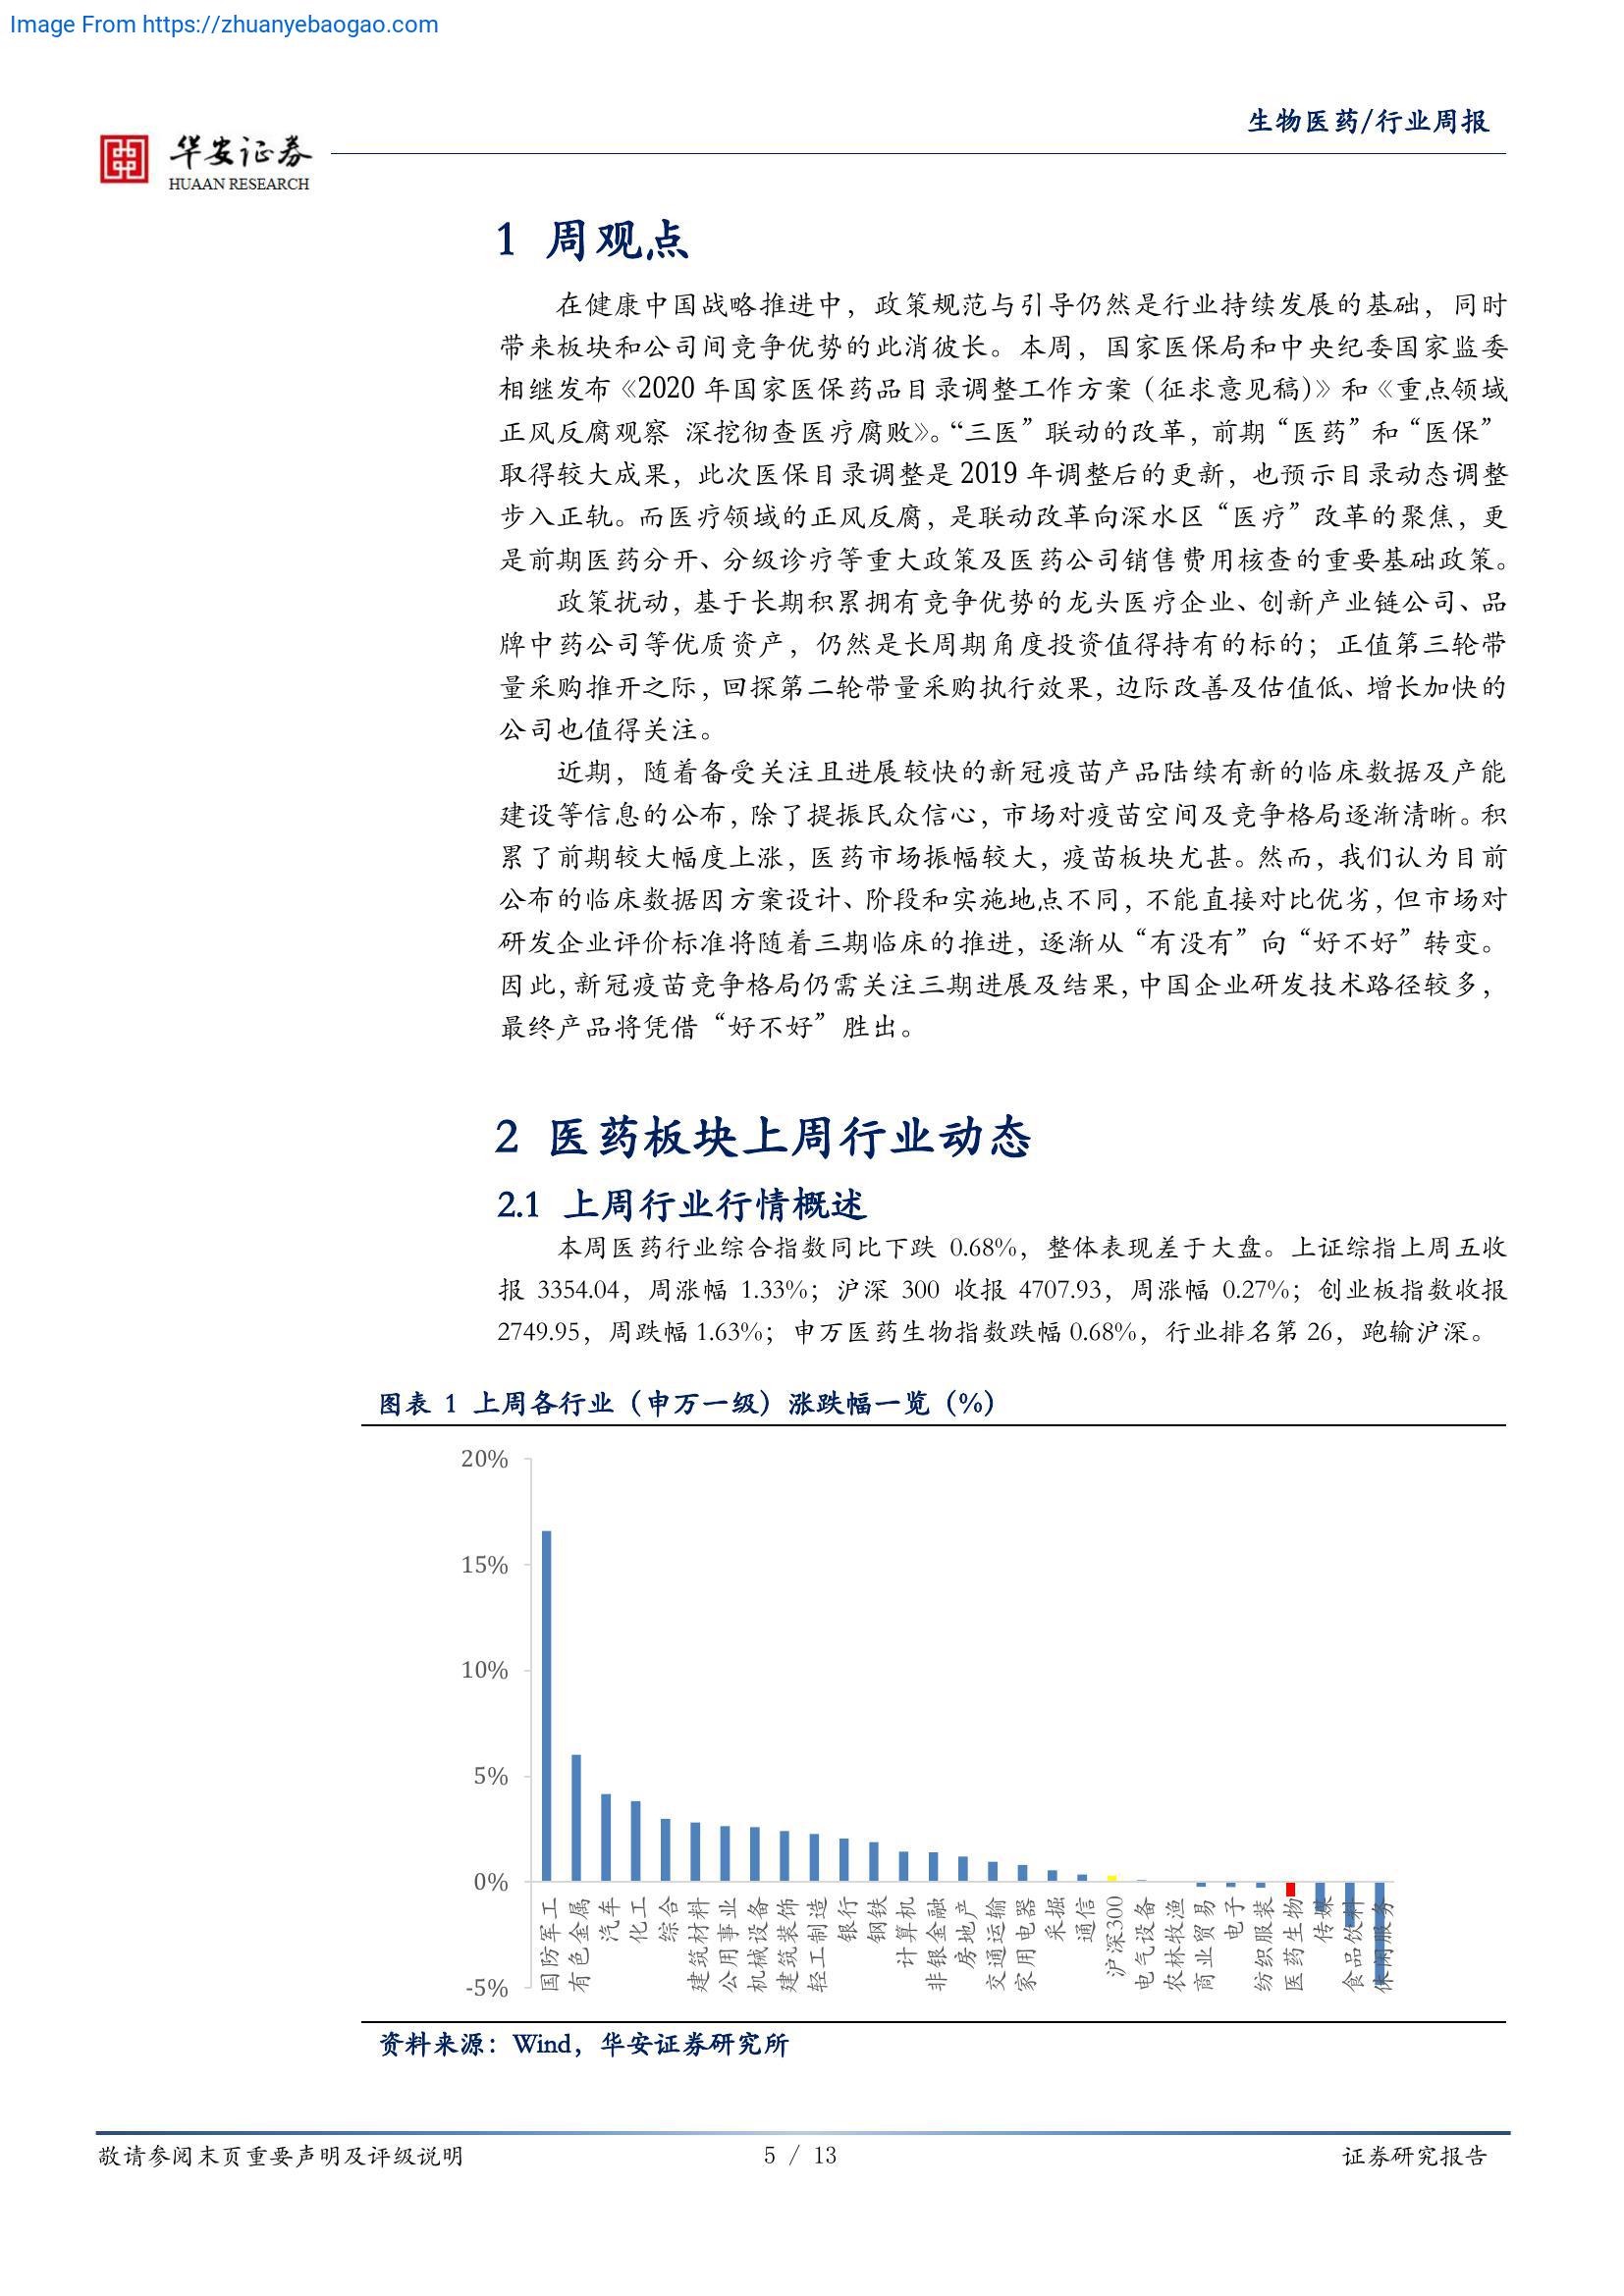 Image From https://zhuanyebaogao.com
生物医药/行业周报
华安证券
HUAAN RESEARCH
1 周观点
在健康中国战略推进中，政策规范与引导仍然是行业持续发展的基础，同时
带来板块和公司间竞争优势的此消彼长。本周，国家医保局和中央纪委国家监委
相继发布《2020 年国家医保药品目录调整工作方案（征求意见稿）》和《重点领域
正风反腐观察 深挖彻查医疗腐败》。“三医”联动的改革，前期“医药”和“医保”
取得较大成果，此次医保目录调整是 2019 年调整后的更新，也预示目录动态调整
步入正轨。而医疗领域的正风反腐，是联动改革向深水区“医疗”改革的聚焦，更
是前期医药分开、分级诊疗等重大政策及医药公司销售费用核查的重要基础政策。
政策扰动，基于长期积累拥有竞争优势的龙头医疗企业、创新产业链公司、品
牌中药公司等优质资产，仍然是长周期角度投资值得持有的标的；正值第三轮带
量采购推开之际，回探第二轮带量采购执行效果，边际改善及估值低、增长加快的
公司也值得关注。
近期，随着备受关注且进展较快的新冠疫苗产品陆续有新的临床数据及产能
建设等信息的公布，除了提振民众信心，市场对疫苗空间及竞争格局逐渐清晰。积
累了前期较大幅度上涨，医药市场振幅较大，疫苗板块尤甚。然而，我们认为目前
公布的临床数据因方案设计、阶段和实施地点不同，不能直接对比优劣，但市场对
研发企业评价标准将随着三期临床的推进，逐渐从“有没有”向“好不好”转变。
因此，新冠疫苗竞争格局仍需关注三期进展及结果，中国企业研发技术路径较多，
最终产品将凭借“好不好”胜出。
2 医药板块上周行业动态
2.1 上周行业行情概述
本周医药行业综合指数同比下跌 0.68%，整体表现差于大盘。上证综指上周五收
报 3354.04，周涨幅 1.33%；沪深 300 收报 4707.93，周涨幅 0.27%；创业板指数收报
2749.95，周跌幅 1.63%；申万医药生物指数跌幅 0.68%，行业排名第 26，跑输沪深。
图表 1 上周各行业（申万一级）涨跌幅一览（%）
20%
15%
10%
5%
0%
-5%
国防军工
有色金属
汽车
化工
综合
建筑材料
公用事业
机械设备
建筑装饰
轻工制造
银行
钢铁
计算机
非银金融
房地产
交通运输
家用电器
采掘
通信
沪深300
电气设备
农林牧渔
商业贸易
电子
纺织服装
医药生物
传媒
食品饮料
休闲服务
资料来源：Wind，华安证券研究所
敬请参阅末页重要声明及评级说明
5 / 13
证券研究报告